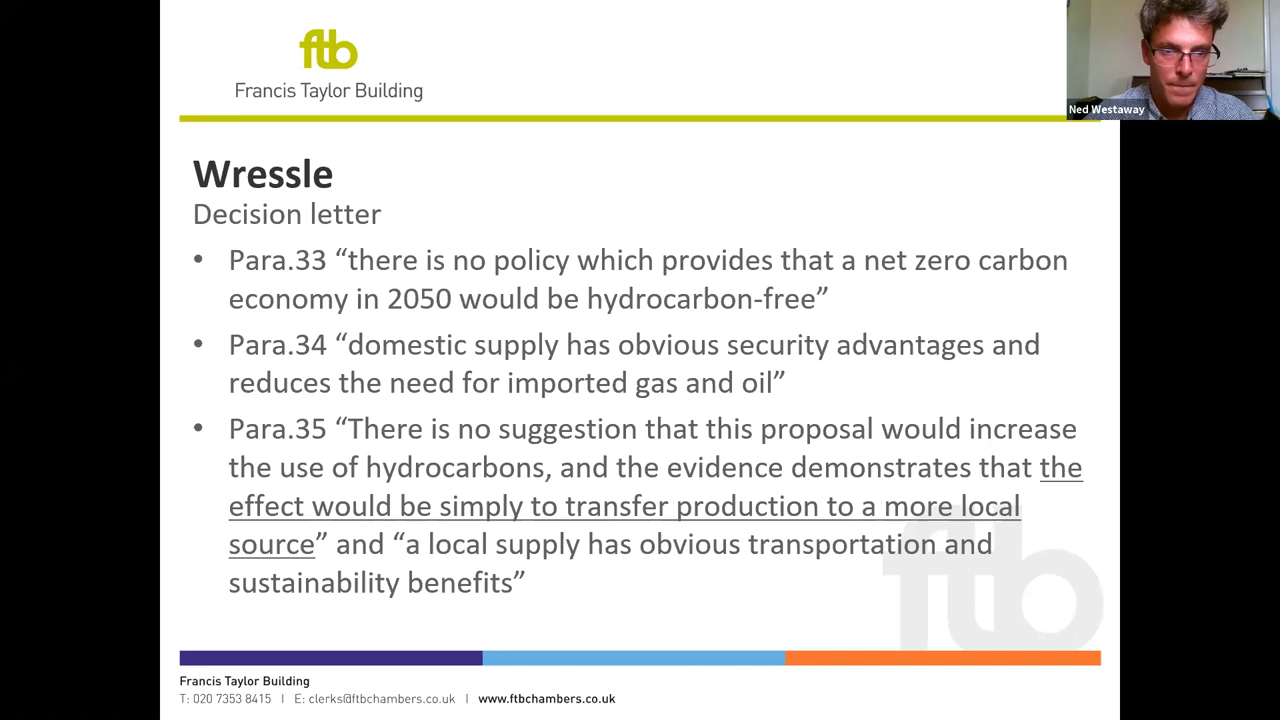 ftb
Francis Taylor Building
Ned Westaway
Wressle
Decision letter
• Para.33 “there is no policy which provides that a net zero carbon
economy in 2050 would be hydrocarbon-free”
• Para.34 “domestic supply has obvious security advantages and
reduces the need for imported gas and oil”
• Para.35 “There is no suggestion that this proposal would increase
the use of hydrocarbons, and the evidence demonstrates that the
effect would be simply to transfer production to a more local
source” and “a local supply has obvious transportation and
sustainability benefits”
ftb
Francis Taylor Building
T: 020 7353 8415 | E: clerks@ftbchambers.co.uk | www.ftbchambers.co.uk